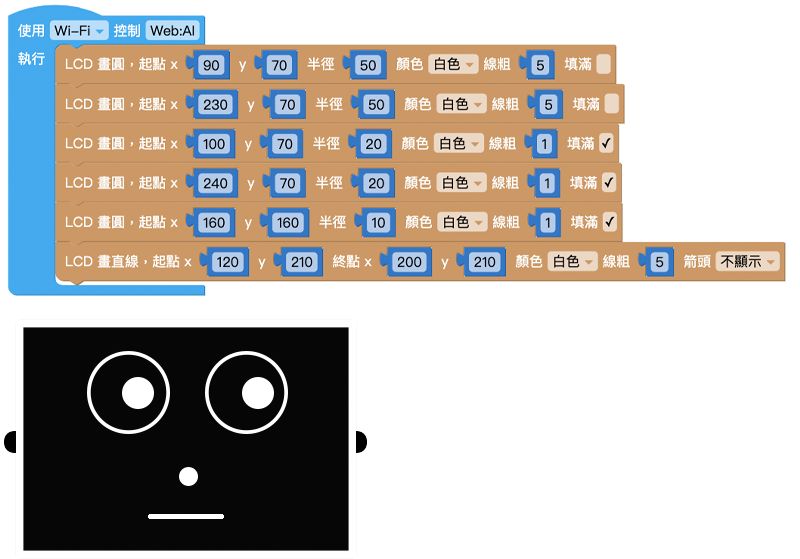 使用 Wi-Fi 控制 Web:AI
執行
LCD 畫圓，起點 x 90 y 70 半徑 50 顏色 白色 線粗 5 填滿
LCD 畫圓，起點 x 230 y 70 半徑 50 顏色 白色 線粗 5 填滿
LCD 畫圓，起點 x 100 y 70 半徑 20 顏色 白色 線粗 1 填滿 ✓
LCD 畫圓，起點 x 240 y 70 半徑 20 顏色 白色 線粗 1 填滿 ✓
LCD 畫圓，起點 x 160 y 160 半徑 10 顏色 白色 線粗 1 填滿 ✓
LCD 畫直線，起點 x 120 y 210 終點 x 200 y 210 顏色 白色 線粗 5 箭頭 不顯示